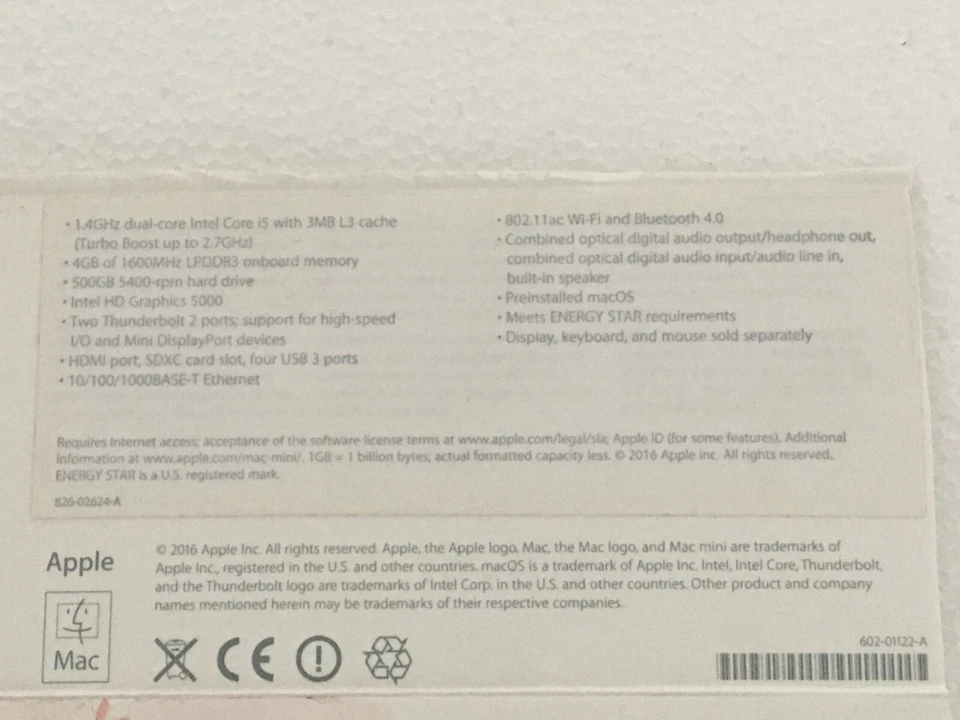 • 1.4GHz dual-core Intel Core i5 with 3MB L3 cache
(Turbo Boost up to 2.7GHz)
• 4GB of 1600MHz LPDDR3 onboard memory
• 500GB 5400-rpm hard drive
• Intel HD Graphics 5000
• Two Thunderbolt 2 ports; support for high-speed
I/O and Mini DisplayPort devices
• HDMI port, SDXC card slot, four USB 3 ports
• 10/100/1000BASE-T Ethernet
• 802.11ac Wi-Fi and Bluetooth 4.0
• Combined optical digital audio output/headphone out,
combined optical digital audio input/audio line in,
built-in speaker
• Preinstalled macOS
• Meets ENERGY STAR requirements
• Display, keyboard, and mouse sold separately
Requires Internet access; acceptance of the software license terms at www.apple.com/legal/sla; Apple ID (for some features). Additional
information at www.apple.com/mac-mini/. 1GB = 1 billion bytes; actual formatted capacity less. © 2016 Apple Inc. All rights reserved.
ENERGY STAR is a U.S. registered mark.
826-02624-A
Apple
Mac
© 2016 Apple Inc. All rights reserved. Apple, the Apple logo, Mac, the Mac logo, and Mac mini are trademarks of
Apple Inc., registered in the U.S. and other countries. macOS is a trademark of Apple Inc. Intel, Intel Core, Thunderbolt,
and the Thunderbolt logo are trademarks of Intel Corp. in the U.S. and other countries. Other product and company
names mentioned herein may be trademarks of their respective companies.
CE
602-01122-A